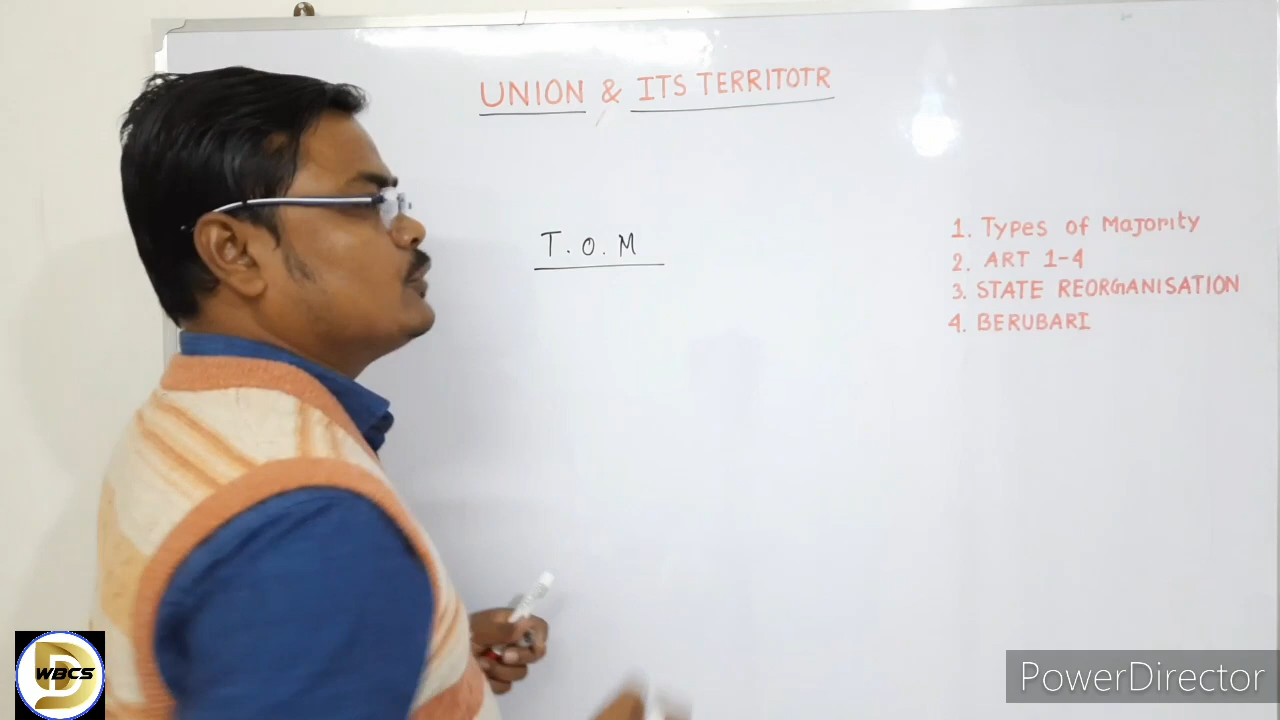 UNION & ITS TERRITOTR
T.O.M
1. Types of Majority
2. ART 1-4
3. STATE REORGANISATION
4. BERUBARI
D
WBCS
PowerDirector